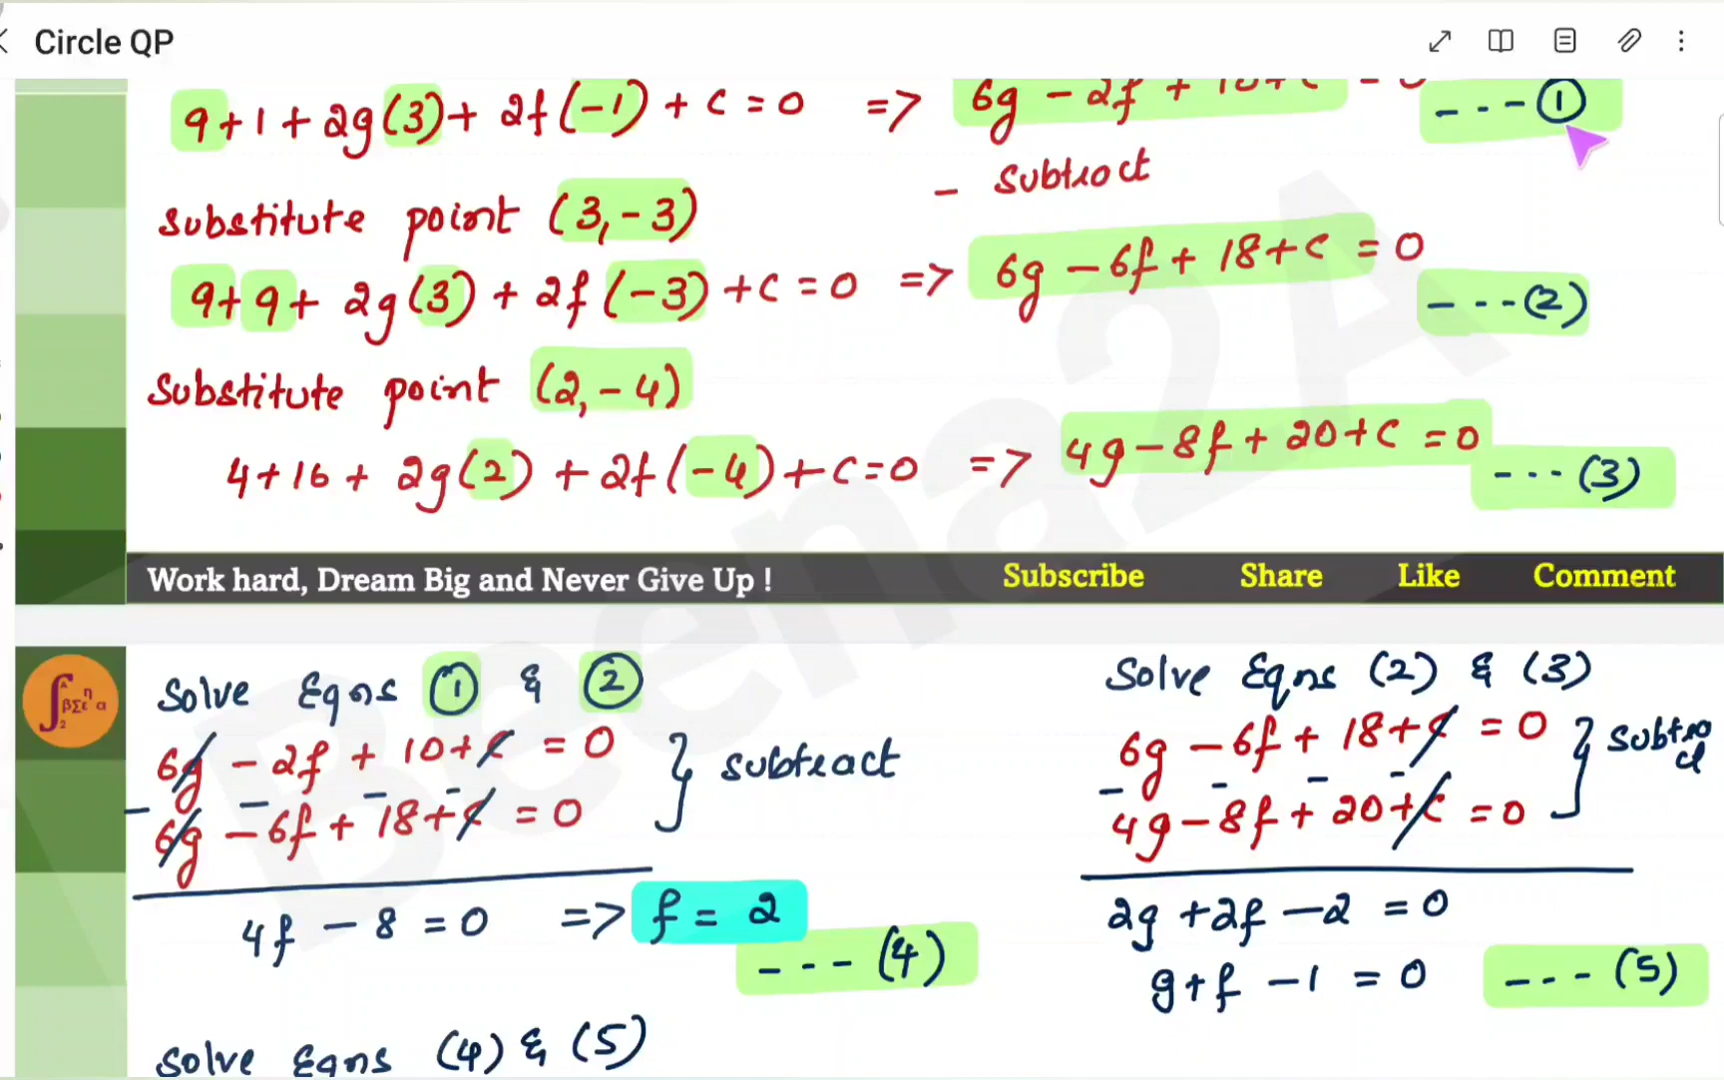 Circle QP
9+1+2g(3)+ 2f(-1)+ c = 0 => 6g - 2f + 10+c = 0 ---(1)
- Subtract
Substitute point (3,-3)
9+9+ 2g(3) + 2f(-3)+c = 0 => 6g - 6f + 18+c = 0 ---(2)
Substitute point (2,-4)
4+16+ 2g(2) + 2f(-4)+c=0 => 4g-8f+20+c =0 ---(3)
Work hard, Dream Big and Never Give Up ! Subscribe Share Like Comment
Solve Eqns (1) & (2)
6g - 2f + 10+c = 0 } subtract
- 6g - 6f + 18+c = 0
4f - 8 = 0 => f = 2 ---(4)
Solve Eqns (2) & (3)
6g - 6f + 18+c = 0 } subtract
- 4g - 8f + 20+c = 0
2g +2f -2 = 0
g+f -1 = 0 ---(5)
Solve Eqns (4) & (5)
Beena2A